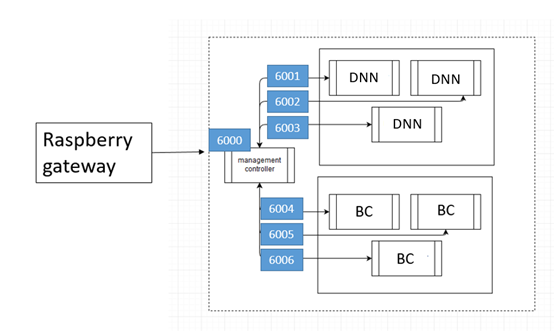 6001
DNN
DNN
6002
6003
DNN
6000
Raspberry
gateway
management
controller
6004
BC
BC
6005
6006
BC